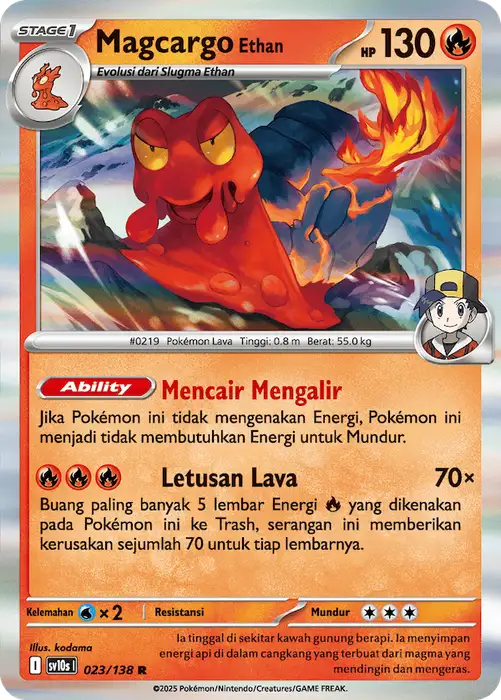 STAGE1 Magcargo Ethan HP 130
Evolusi dari Slugma Ethan
#0219 Pokémon Lava Tinggi: 0.8 m Berat: 55.0 kg
Ability Mencair Mengalir
Jika Pokémon ini tidak mengenakan Energi, Pokémon ini
menjadi tidak membutuhkan Energi untuk Mundur.
Letusan Lava 70×
Buang paling banyak 5 lembar Energi yang dikenakan
pada Pokémon ini ke Trash, serangan ini memberikan
kerusakan sejumlah 70 untuk tiap lembarnya.
Kelemahan ×2 Resistansi Mundur
Illus. kodama
I sv10s I 023/138 R
Ia tinggal di sekitar kawah gunung berapi. Ia menyimpan
energi api di dalam cangkang yang terbuat dari magma yang
mendingin dan mengeras.
©2025 Pokémon/Nintendo/Creatures/GAME FREAK.